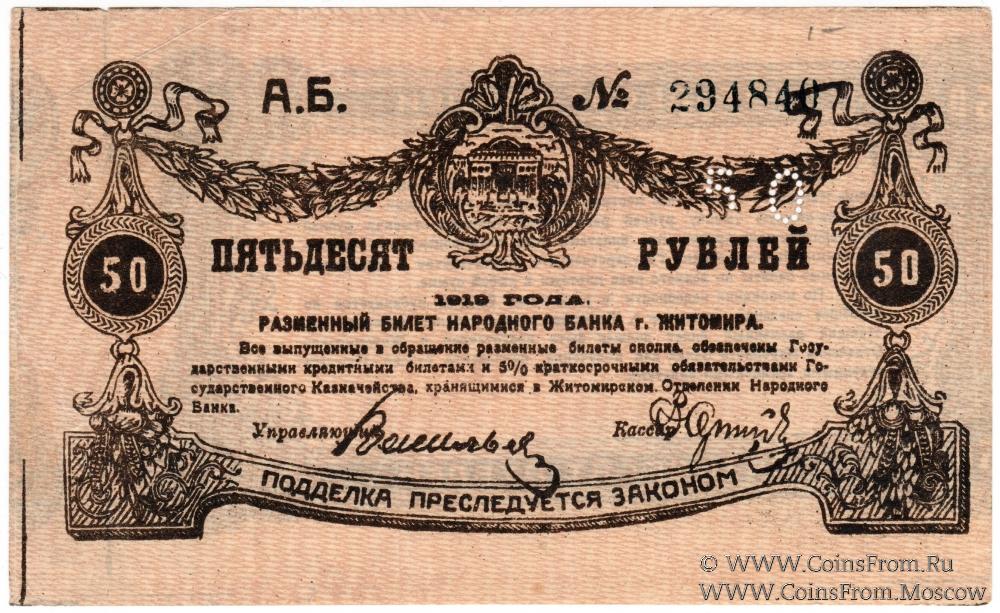 А.Б. № 294840
50
ПЯТЬДЕСЯТ РУБЛЕЙ
50 50
1919 ГОДА.
РАЗМЕННЫЙ БИЛЕТ НАРОДНОГО БАНКА г. ЖИТОМИРА.
Все выпущенные в обращение разменные билеты сполна обеспечены Госу-
дарственными кредитными билетами и 5% краткосрочными обязательствами Го-
сударственного Казначейства, хранящимися в Житомирском Отделении Народного
Банка.
Управляющий Кассир
ПОДДЕЛКА ПРЕСЛЕДУЕТСЯ ЗАКОНОМ
© WWW.CoinsFrom.Ru
WWW.CoinsFrom.Moscow